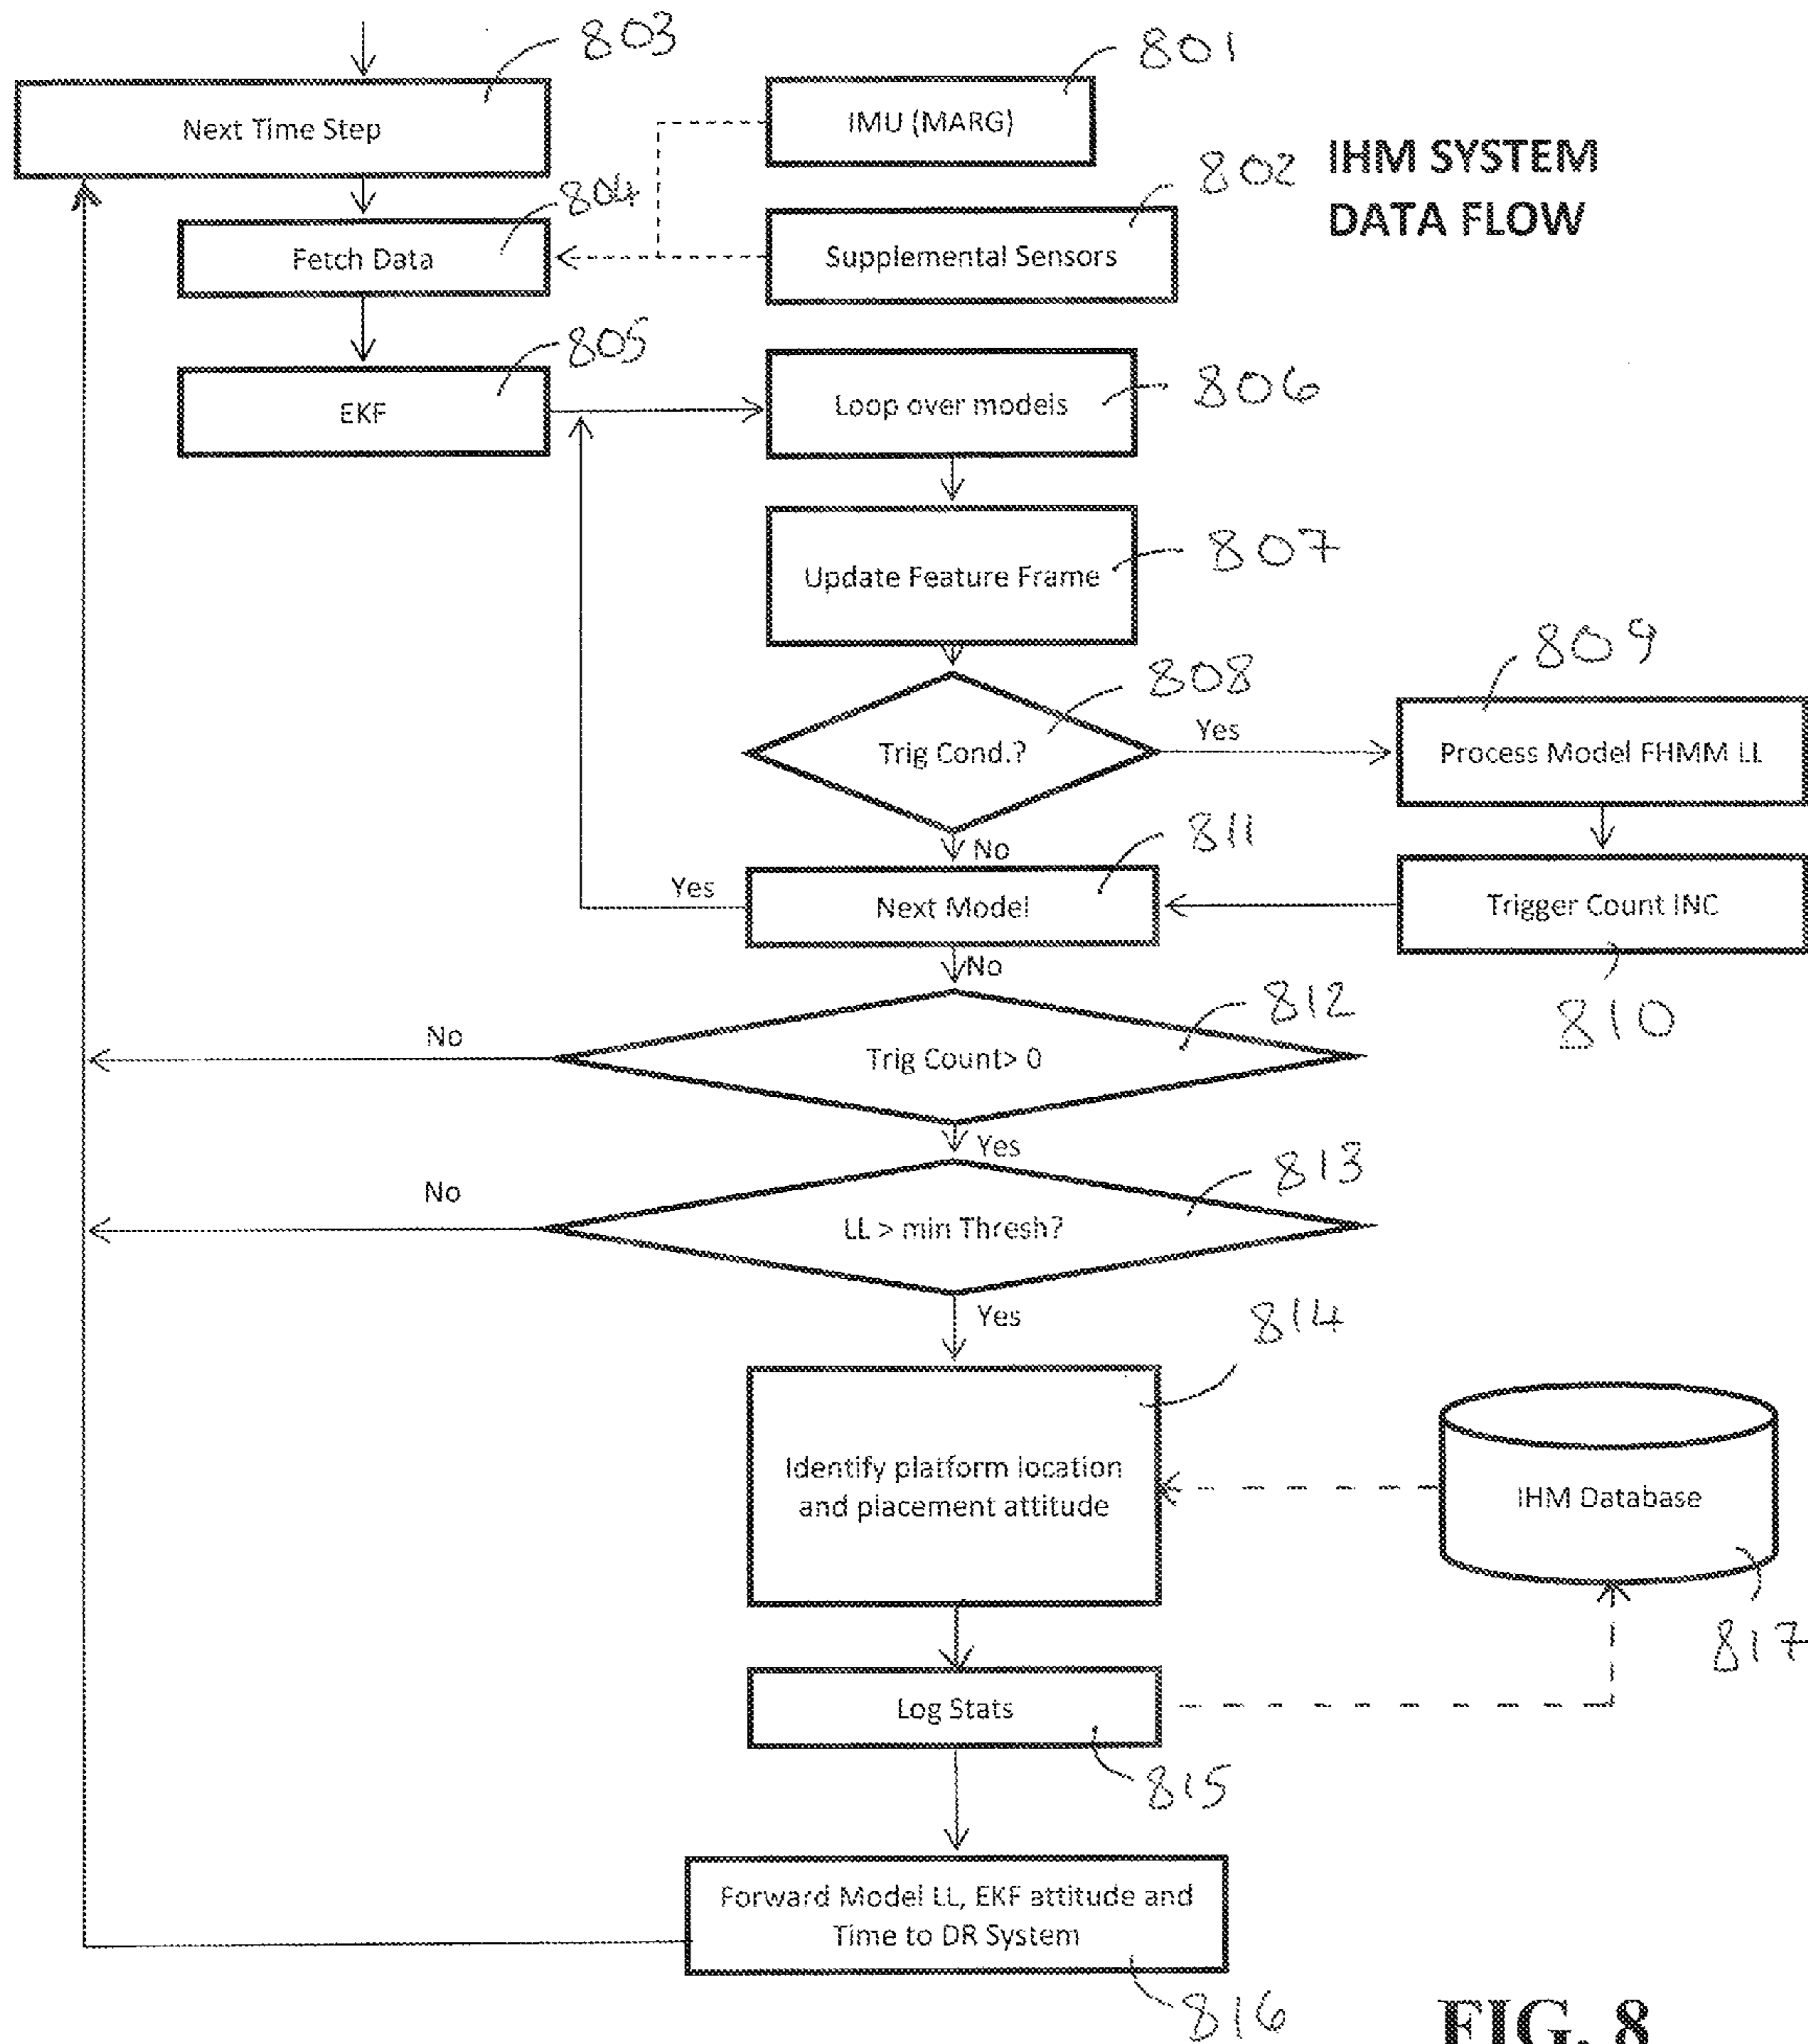 803
801
Next Time Step
IMU (MARG)
802
IHM SYSTEM
DATA FLOW
804
Fetch Data
Supplemental Sensors
805
EKF
Loop over models
806
Update Feature Frame
807
809
808
Trig Cond.?
Yes
Process Model FHMM LL
No
811
Yes
Next Model
Trigger Count INC
No
810
812
No
Trig Count> 0
Yes
813
No
LL > min Thresh?
Yes
814
Identify platform location
and placement attitude
IHM Database
817
Log Stats
815
Forward Model LL, EKF attitude and
Time to DR System
816
FIG. 8